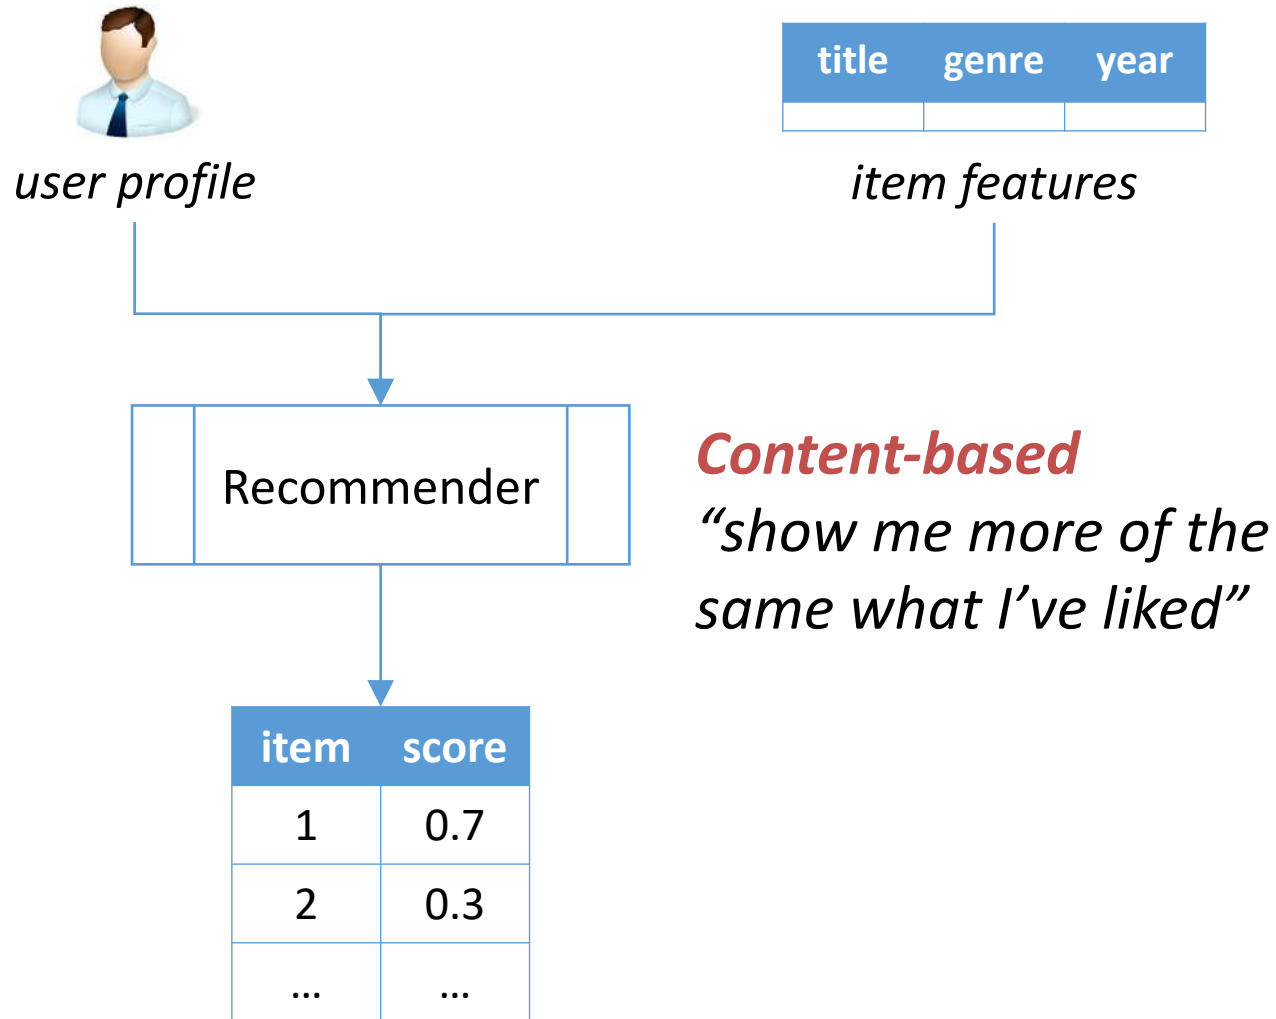 title genre year
user profile
item features
Recommender
Content-based
“show me more of the
same what I’ve liked”
item score
1 0.7
2 0.3
... ...